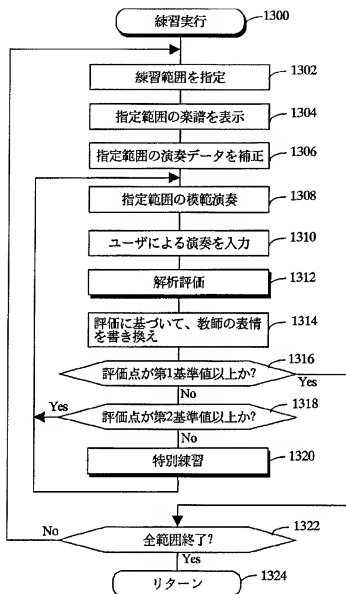 練習実行
1300
練習範囲を指定
1302
指定範囲の楽譜を表示
1304
指定範囲の演奏データを補正
1306
指定範囲の模範演奏
1308
ユーザによる演奏を入力
1310
解析評価
1312
評価に基づいて、教師の表情
を書き換え
1314
評価点が第1基準値以上か?
1316
Yes
No
評価点が第2基準値以上か?
1318
Yes
No
特別練習
1320
全範囲終了?
1322
No
Yes
リターン
1324